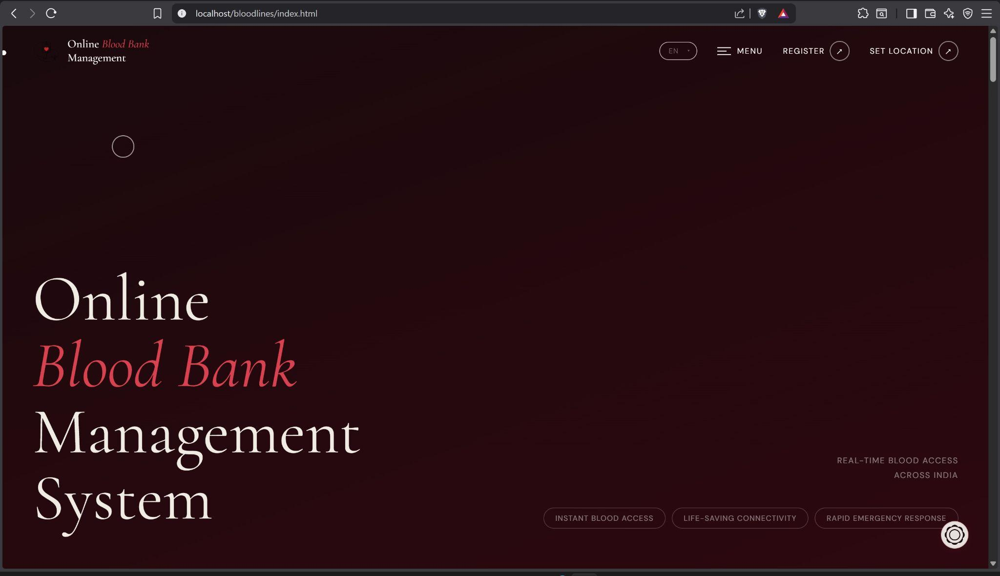 localhost/bloodlines/index.html
Online Blood Bank
Management
EN
MENU
REGISTER
SET LOCATION
Online
Blood Bank
Management
System
REAL-TIME BLOOD ACCESS
ACROSS INDIA
INSTANT BLOOD ACCESS
LIFE-SAVING CONNECTIVITY
RAPID EMERGENCY RESPONSE